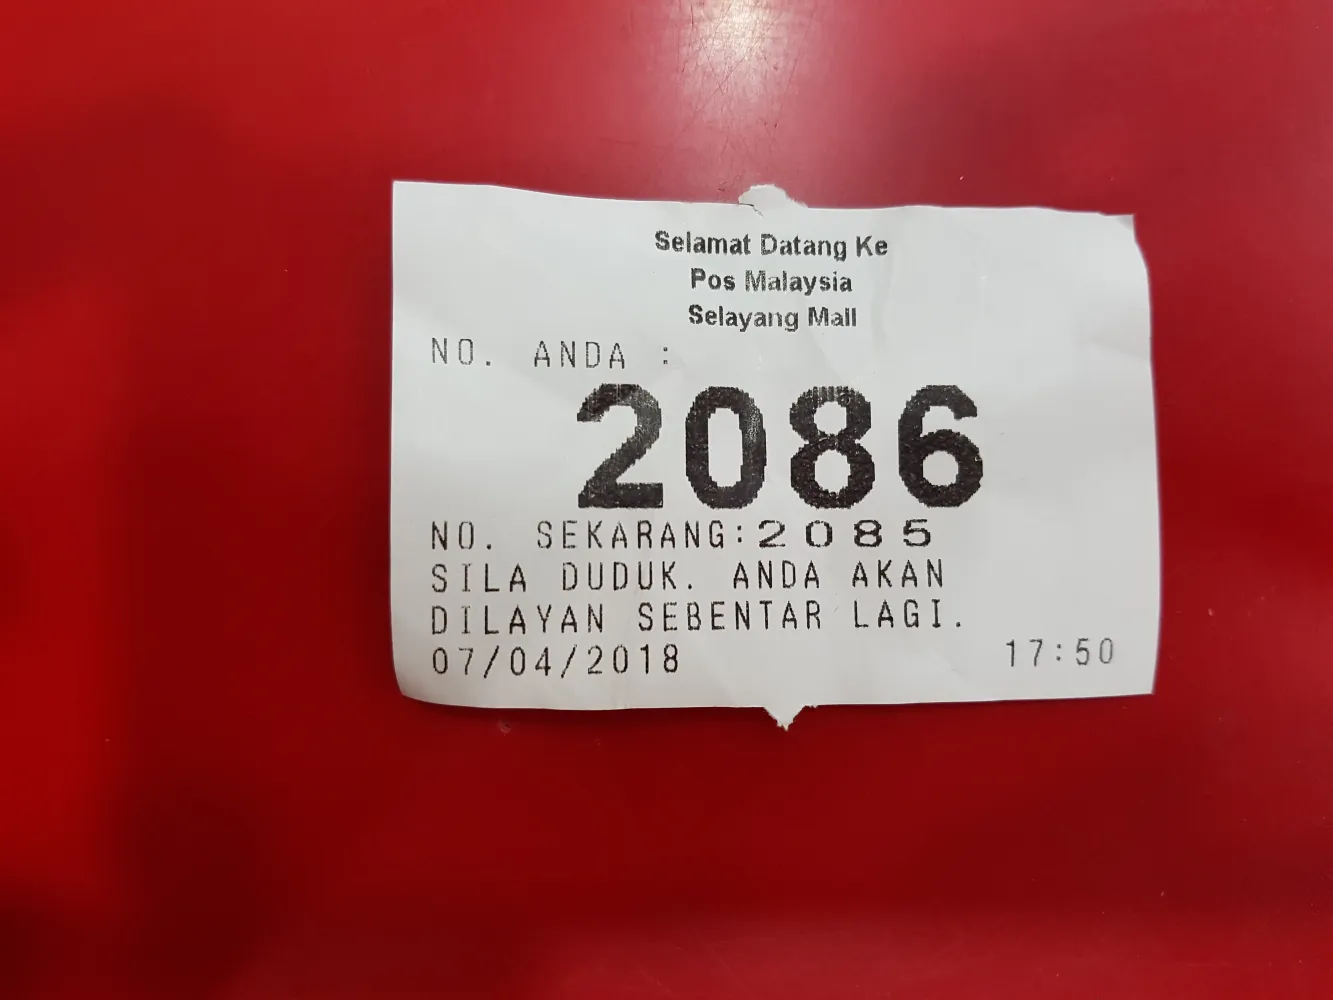 Selamat Datang Ke
Pos Malaysia
Selayang Mall
NO. ANDA :
2086
NO. SEKARANG:2085
SILA DUDUK. ANDA AKAN
DILAYAN SEBENTAR LAGI.
07/04/2018 17:50